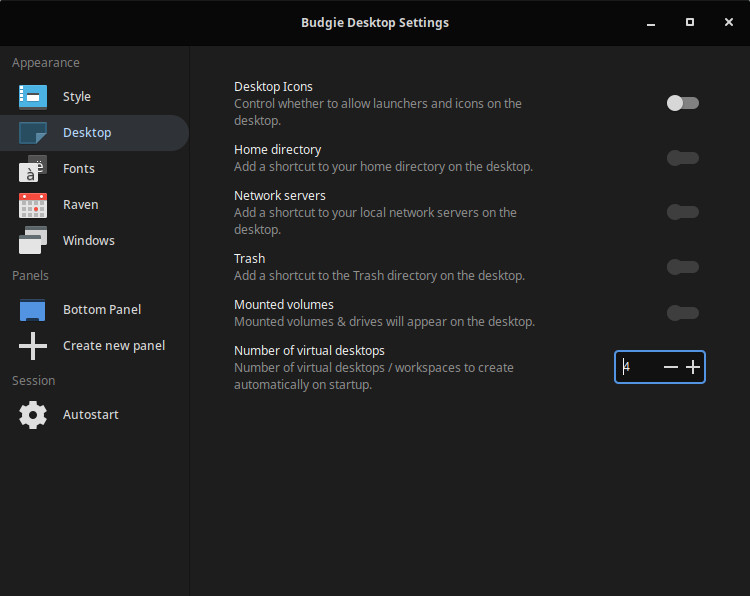 Budgie Desktop Settings
Appearance
Style
Desktop
Fonts
Raven
Windows
Panels
Bottom Panel
Create new panel
Session
Autostart
Desktop Icons
Control whether to allow launchers and icons on the
desktop.
Home directory
Add a shortcut to your home directory on the desktop.
Network servers
Add a shortcut to your local network servers on the
desktop.
Trash
Add a shortcut to the Trash directory on the desktop.
Mounted volumes
Mounted volumes & drives will appear on the desktop.
Number of virtual desktops
Number of virtual desktops / workspaces to create
automatically on startup.
4